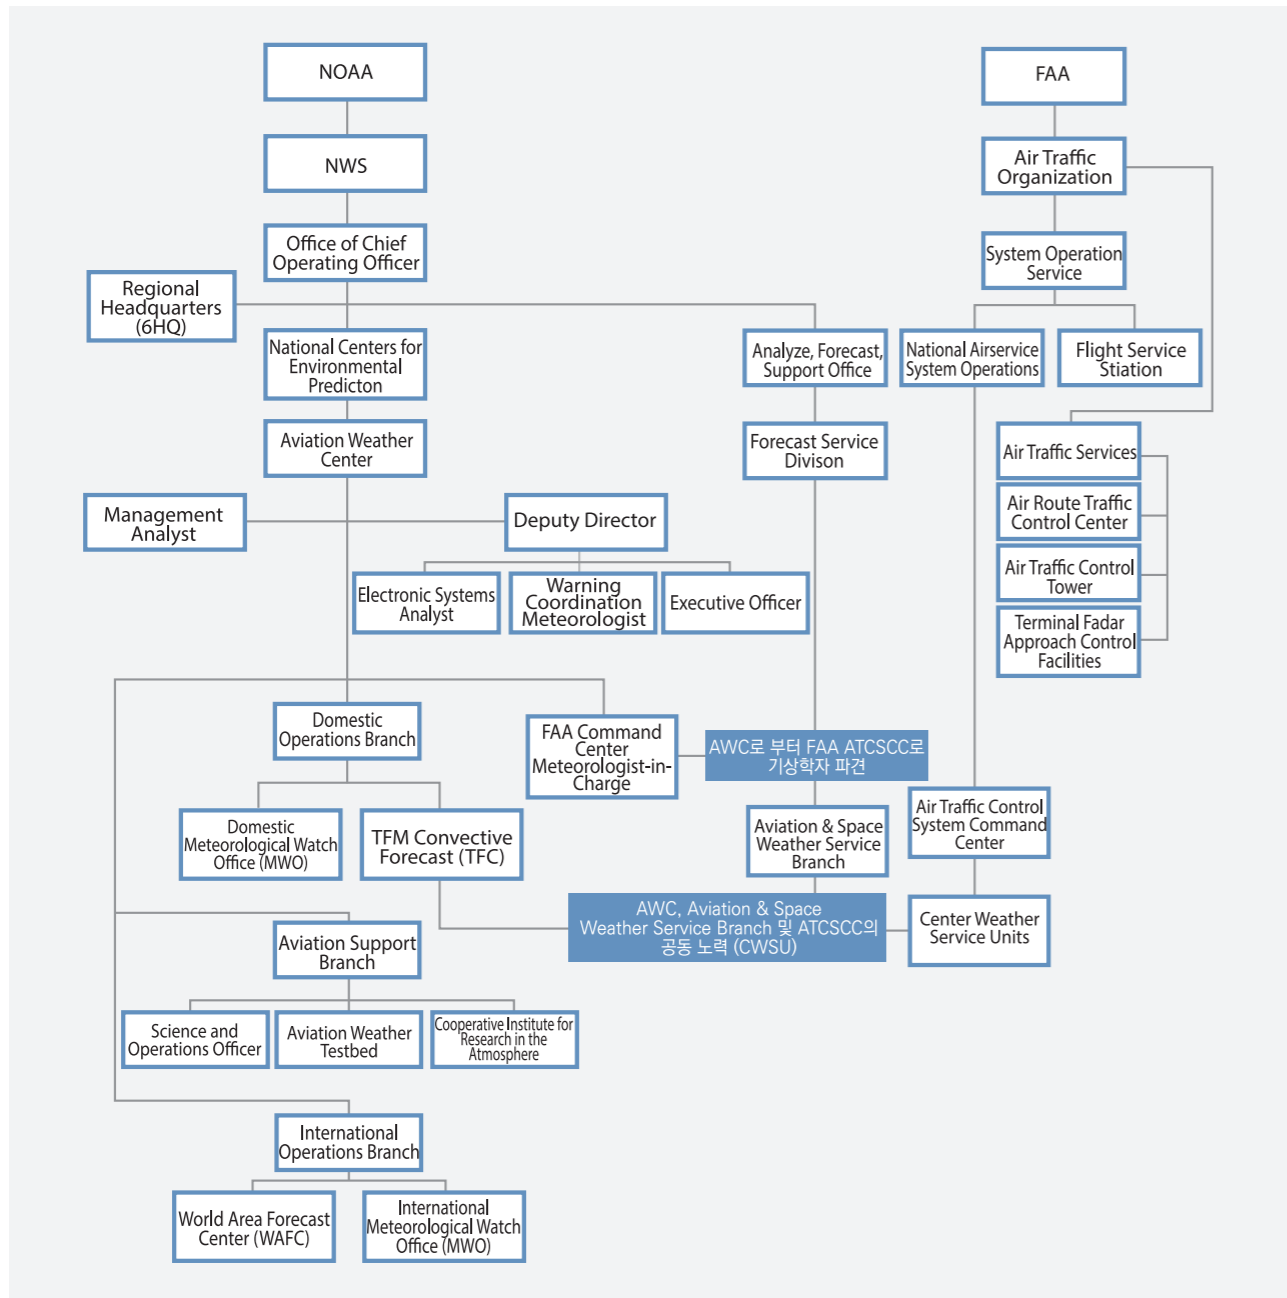 NOAA
FAA
NWS
Air Traffic
Organization
Office of Chief
Operating Officer
System Operation
Service
Regional
Headquarters
(6HQ)
National Centers for
Environmental
Predicton
Analyze, Forecast,
Support Office
National Airservice
System Operations
Flight Service
Stiation
Aviation Weather
Center
Forecast Service
Divison
Air Traffic Services
Air Route Traffic
Control Center
Air Traffic Control
Tower
Terminal Fadar
Approach Control
Facilities
Management
Analyst
Deputy Director
Electronic Systems
Analyst
Warning
Coordination
Meteorologist
Executive Officer
Domestic
Operations Branch
FAA Command
Center
Meteorologist-in-
Charge
AWC로 부터 FAA ATCSCC로
기상학자 파견
Domestic
Meteorological Watch
Office (MWO)
TFM Convective
Forecast (TFC)
Aviation & Space
Weather Service
Branch
Air Traffic Control
System Command
Center
AWC, Aviation & Space
Weather Service Branch 및 ATCSCC의
공동 노력 (CWSU)
Center Weather
Service Units
Aviation Support
Branch
Science and
Operations Officer
Aviation Weather
Testbed
Cooperative Institute for
Research in the
Atmosphere
International
Operations Branch
World Area Forecast
Center (WAFC)
International
Meteorological Watch
Office (MWO)